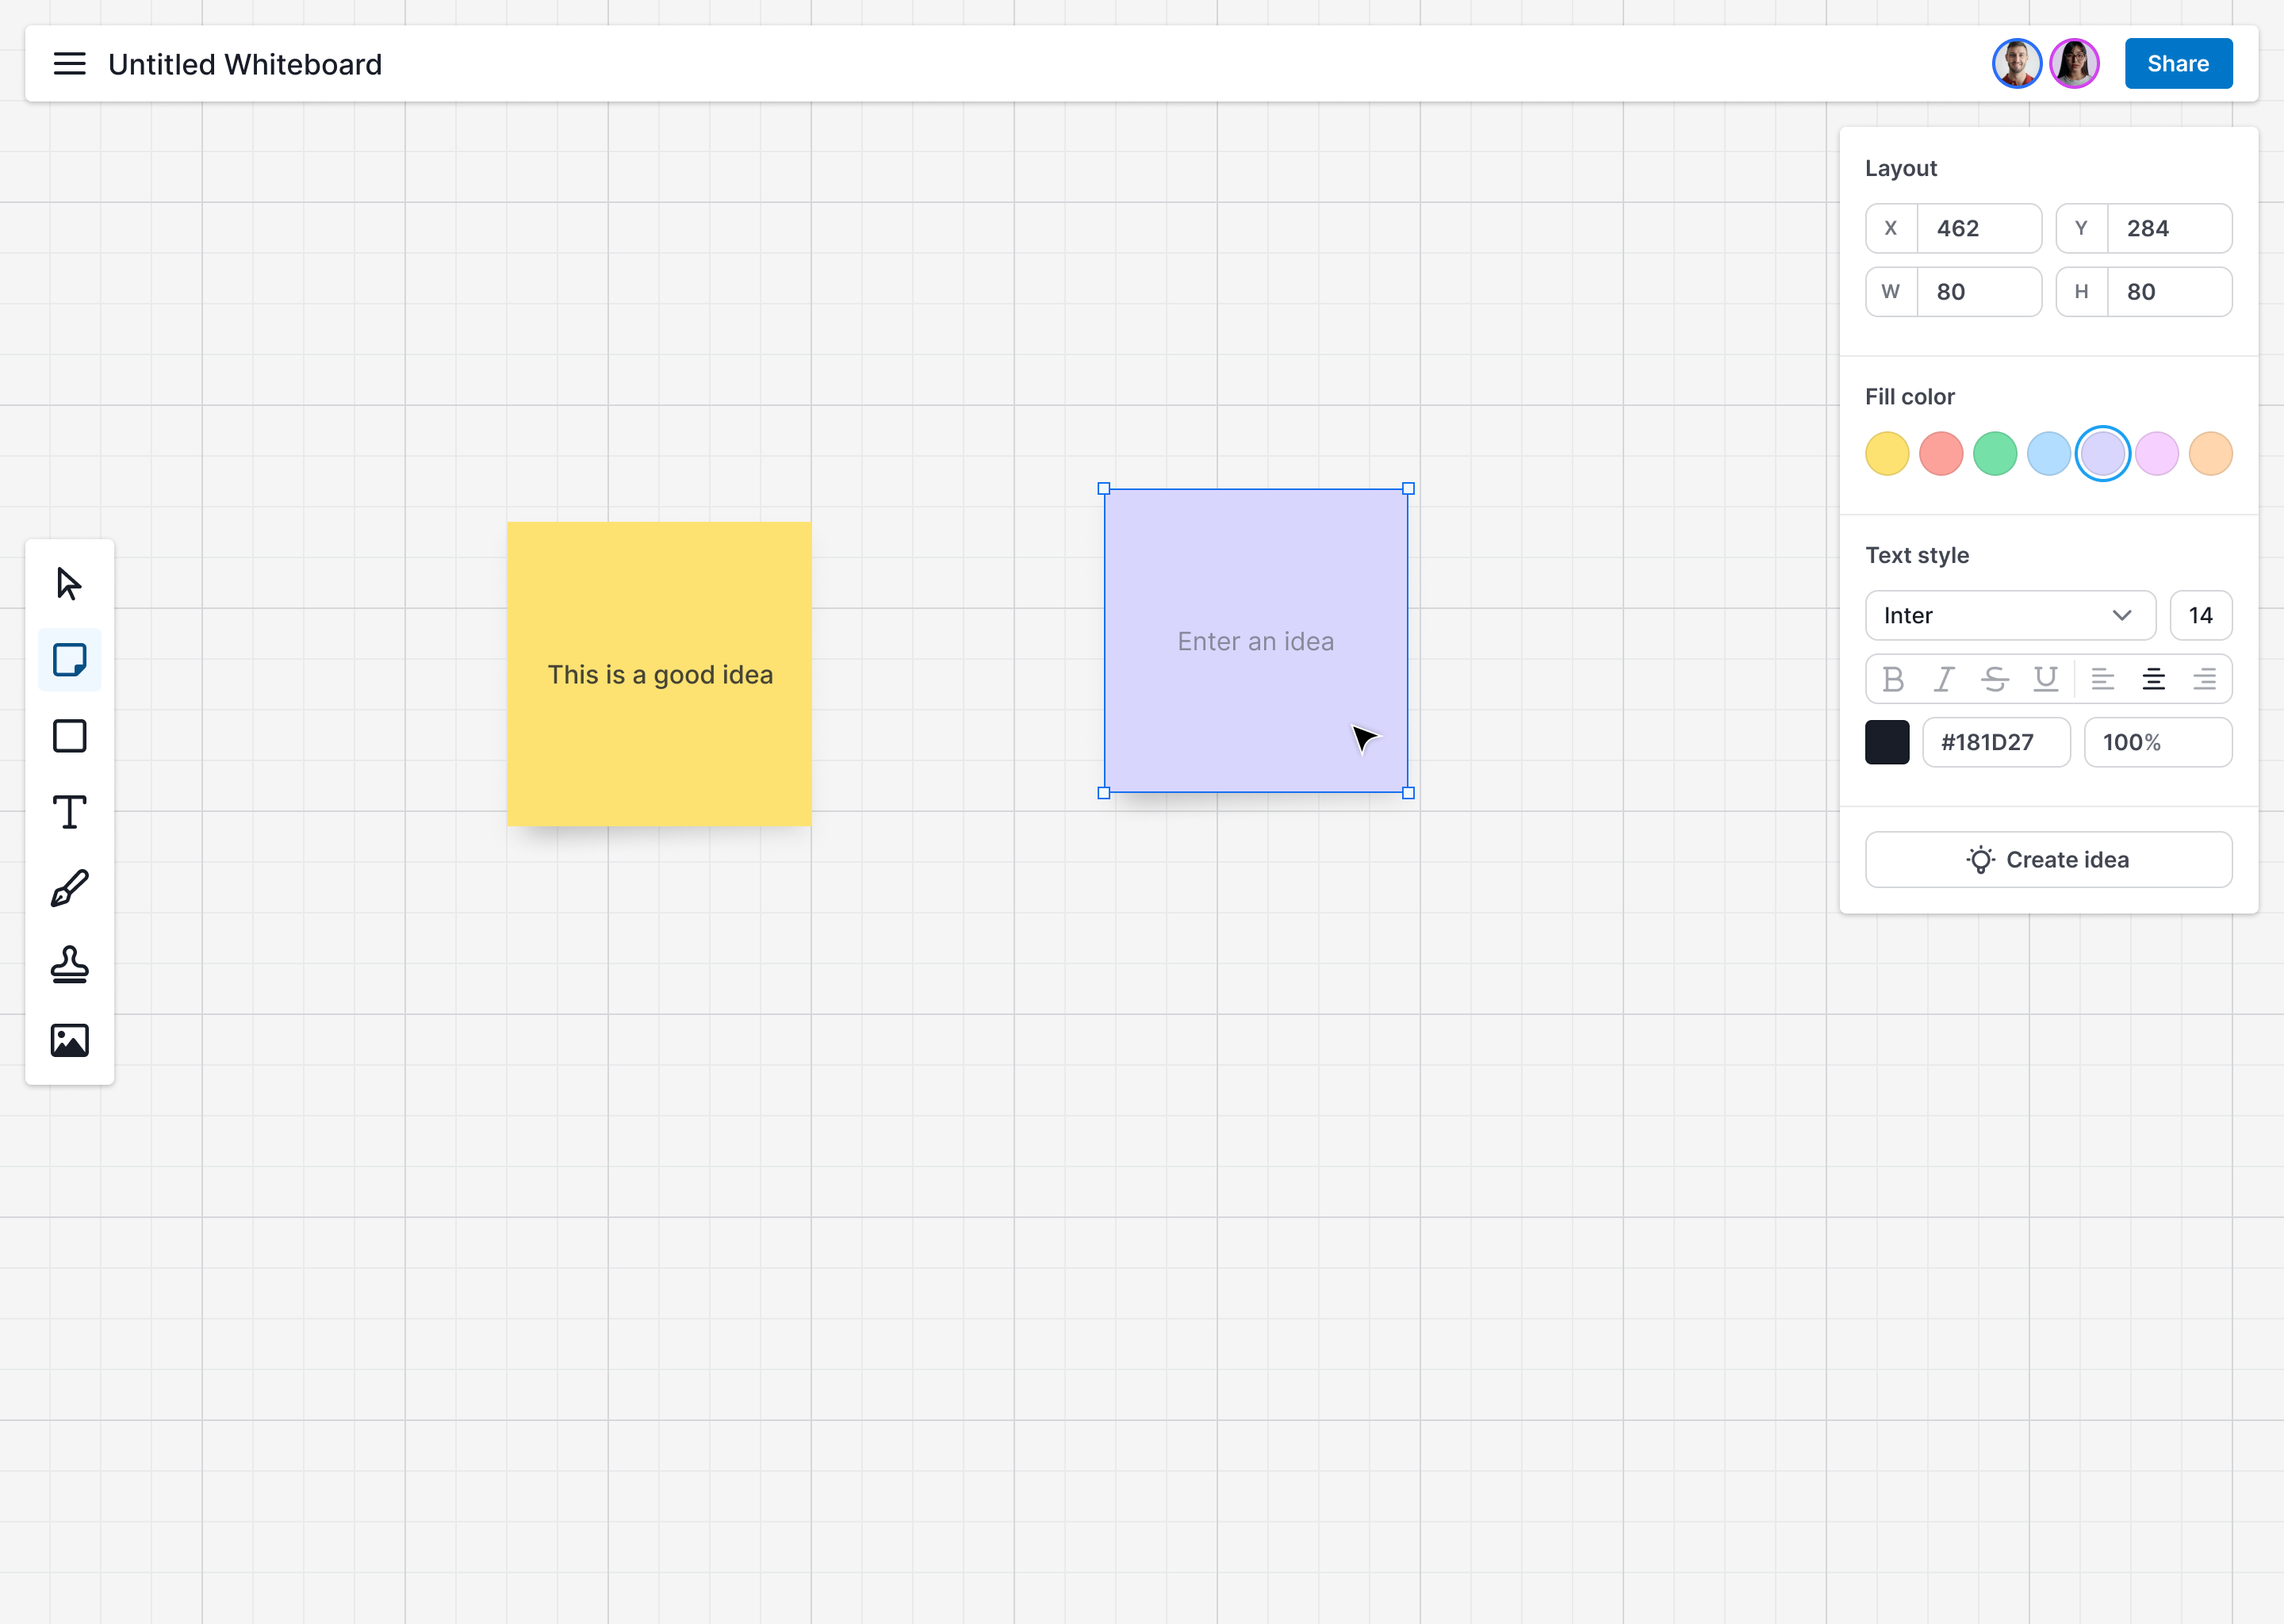 Untitled Whiteboard
Share
Layout
X 462 Y 284
W 80 H 80
Fill color
Text style
Inter 14
B I S U
#181D27 100%
Create idea
This is a good idea
Enter an idea
T